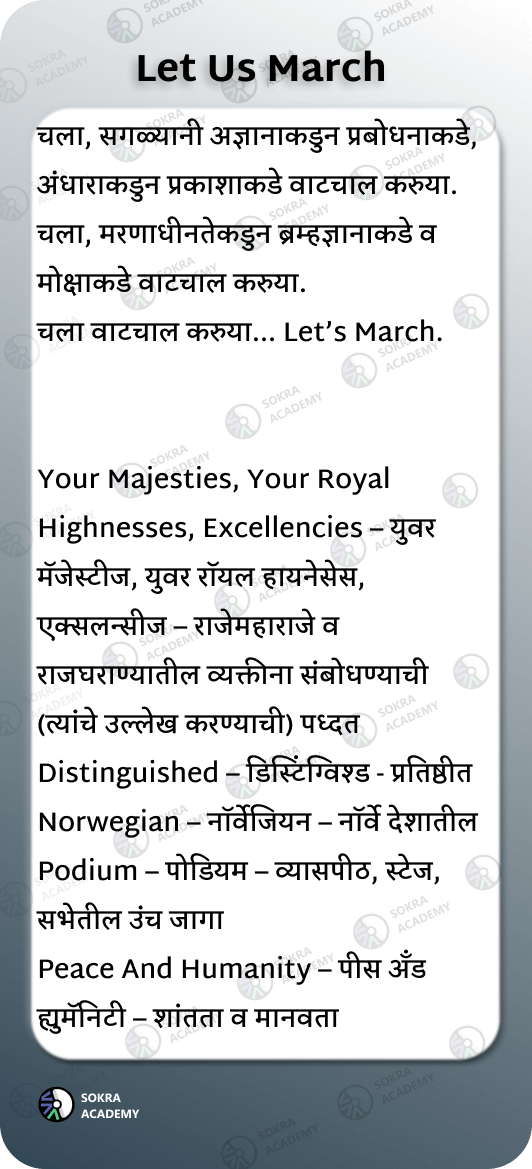 Let Us March
चला, सगळ्यानी अज्ञानाकडुन प्रबोधनाकडे,
अंधाराकडुन प्रकाशाकडे वाटचाल करुया.
चला, मरणाधीनतेकडुन ब्रम्हज्ञानाकडे व
मोक्षाकडे वाटचाल करुया.
चला वाटचाल करुया... Let’s March.
Your Majesties, Your Royal
Highnesses, Excellencies – युवर
मॅजेस्टीज, युवर रॉयल हायनेसेस,
एक्सलन्सीज – राजेमहाराजे व
राजघराण्यातील व्यक्तीना संबोधण्याची
(त्यांचे उल्लेख करण्याची) पध्दत
Distinguished – डिस्टिंग्विश्ड - प्रतिष्ठीत
Norwegian – नॉर्वेजियन – नॉर्वे देशातील
Podium – पोडियम – व्यासपीठ, स्टेज,
सभेतील उंच जागा
Peace And Humanity – पीस अँड
ह्युमॅनिटी – शांतता व मानवता
SOKRA
ACADEMY